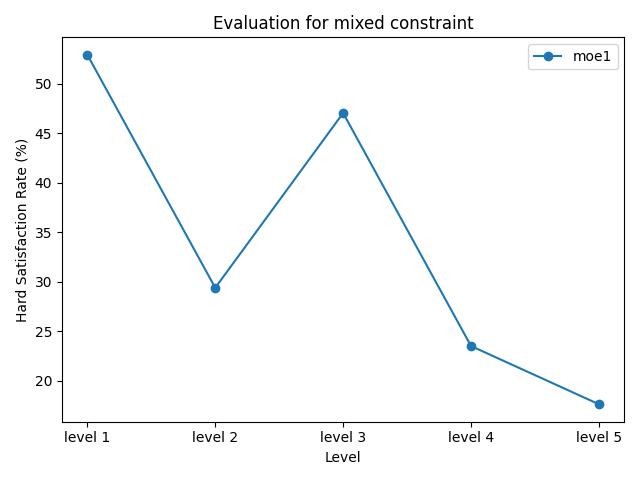 Evaluation for mixed constraint
moe1
Hard Satisfaction Rate (%)
50
45
40
35
30
25
20
level 1
level 2
level 3
level 4
level 5
Level